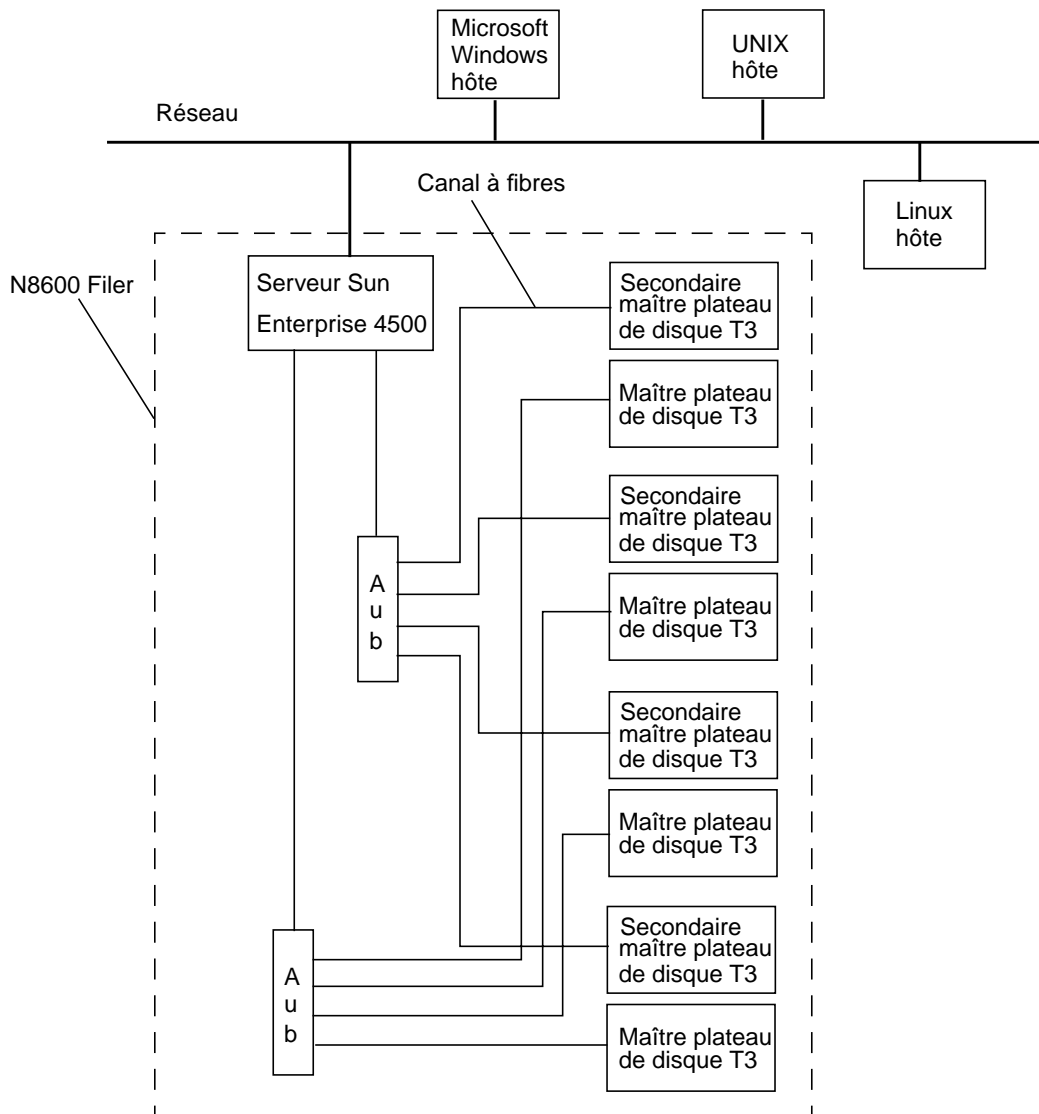 Microsoft
Windows
hôte
UNIX
hôte
Réseau
Canal à fibres
Linux
hôte
N8600 Filer
Serveur Sun
Enterprise 4500
Secondaire
maître plateau
de disque T3
Maître plateau
de disque T3
Secondaire
maître plateau
de disque T3
A
u
b
Maître plateau
de disque T3
Secondaire
maître plateau
de disque T3
Maître plateau
de disque T3
Secondaire
maître plateau
de disque T3
A
u
b
Maître plateau
de disque T3